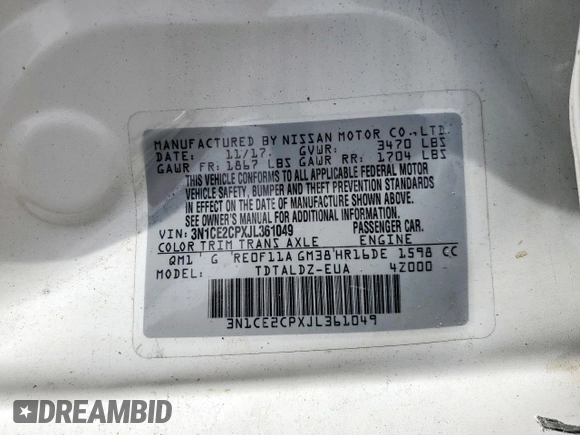 MANUFACTURED BY NISSAN MOTOR CO., LTD.
DATE: 11/17. GVWR: 3470 LBS
GAWR FR: 1867 LBS GAWR RR: 1704 LBS
THIS VEHICLE CONFORMS TO ALL APPLICABLE FEDERAL MOTOR
VEHICLE SAFETY, BUMPER AND THEFT PREVENTION STANDARDS
IN EFFECT ON THE DATE OF MANUFACTURE SHOWN ABOVE.
SEE OWNER'S MANUAL FOR ADDITIONAL INFORMATION.
VIN: 3N1CE2CPXJL361049 PASSENGER CAR.
COLOR TRIM TRANS AXLE ENGINE
QM1 ' G 'RE0F11A GM38'HR16DE 1598 CC
MODEL: TDTALDZ-EUA 4Z000
3N1CE2CPXJL361049
DREAMBID